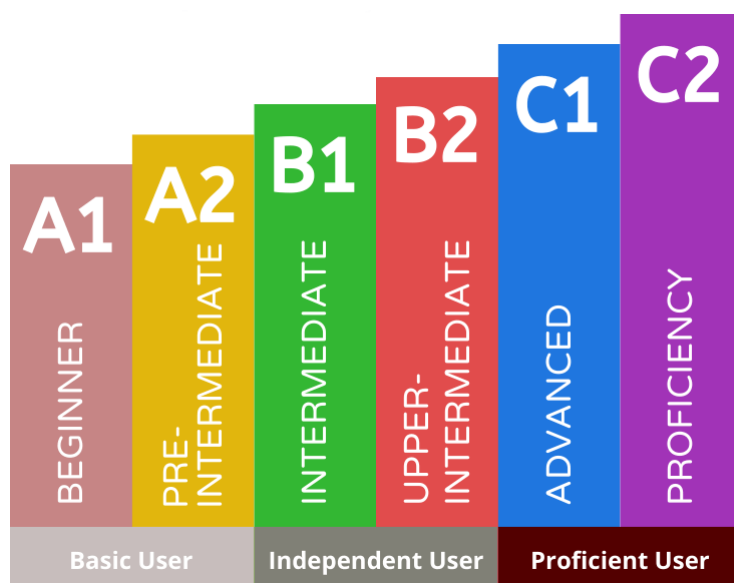 A1
BEGINNER
A2
PRE-
INTERMEDIATE
B1
INTERMEDIATE
B2
UPPER-
INTERMEDIATE
C1
ADVANCED
C2
PROFICIENCY
Basic User
Independent User
Proficient User